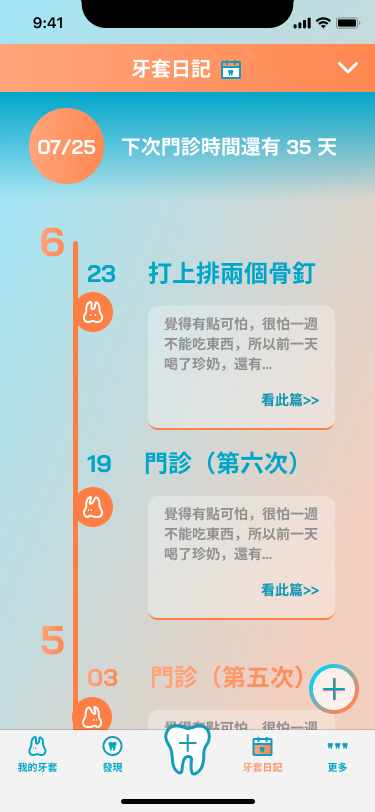 9:41
牙套日記
07/25
下次門診時間還有 35 天
6
23 打上排兩個骨釘
覺得有點可怕，很怕一週
不能吃東西，所以前一天
喝了珍奶，還有...
看此篇>>
19 門診（第六次）
覺得有點可怕，很怕一週
不能吃東西，所以前一天
喝了珍奶，還有...
看此篇>>
5
03 門診（第五次）
覺得有點可怕，很怕一週
我的牙套 發現 牙套日記 更多